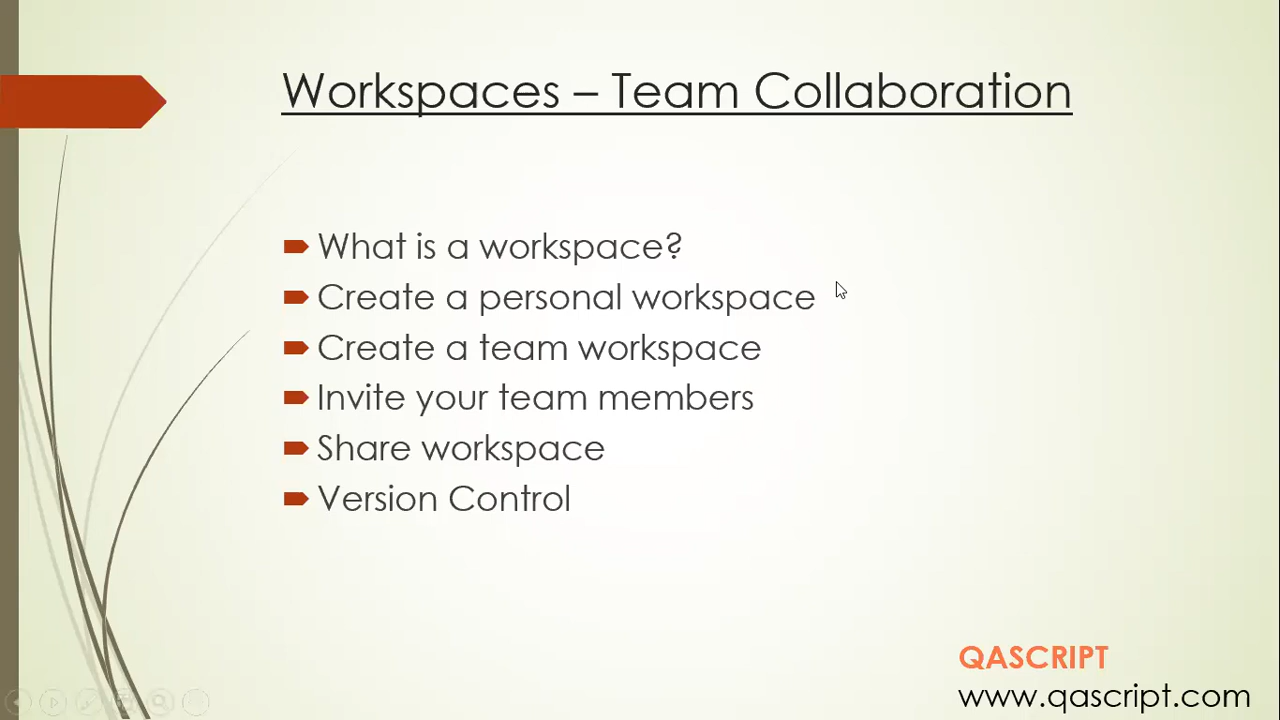 Workspaces – Team Collaboration
What is a workspace?
Create a personal workspace
Create a team workspace
Invite your team members
Share workspace
Version Control
QASCRIPT
www.qascript.com